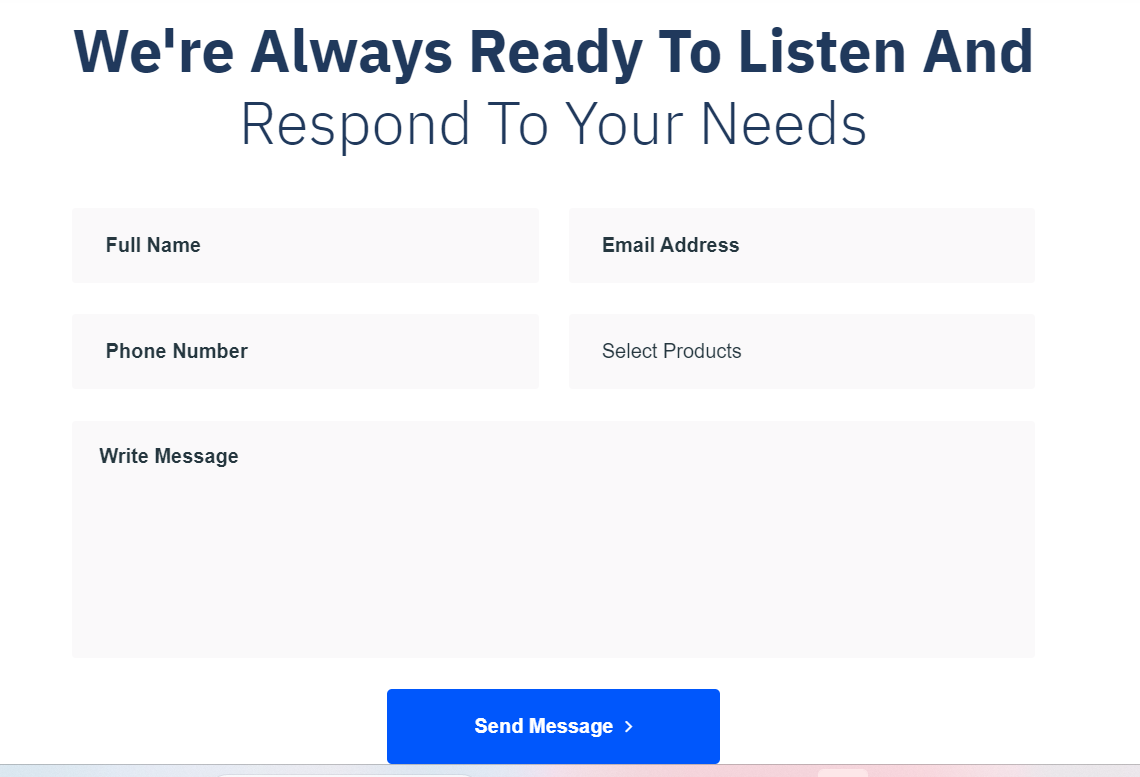 We're Always Ready To Listen And
Respond To Your Needs
Full Name
Email Address
Phone Number
Select Products
Write Message
Send Message